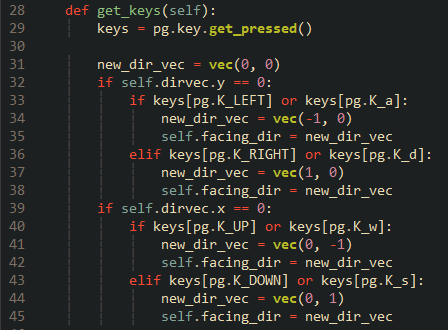 28 def get_keys(self):
29 keys = pg.key.get_pressed()
30
31 new_dir_vec = vec(0, 0)
32 if self.dirvec.y == 0:
33 if keys[pg.K_LEFT] or keys[pg.K_a]:
34 new_dir_vec = vec(-1, 0)
35 self.facing_dir = new_dir_vec
36 elif keys[pg.K_RIGHT] or keys[pg.K_d]:
37 new_dir_vec = vec(1, 0)
38 self.facing_dir = new_dir_vec
39 if self.dirvec.x == 0:
40 if keys[pg.K_UP] or keys[pg.K_w]:
41 new_dir_vec = vec(0, -1)
42 self.facing_dir = new_dir_vec
43 elif keys[pg.K_DOWN] or keys[pg.K_s]:
44 new_dir_vec = vec(0, 1)
45 self.facing_dir = new_dir_vec